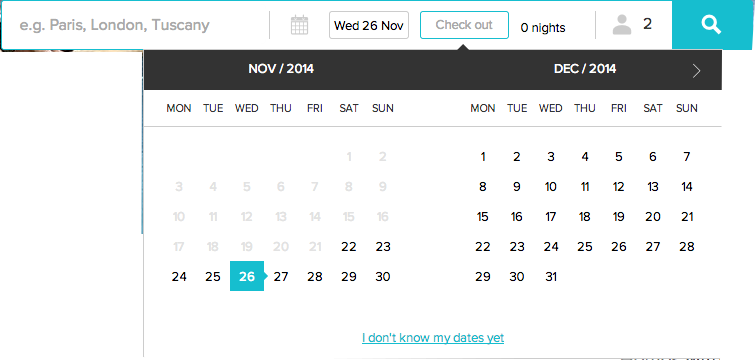 e.g. Paris, London, Tuscany Wed 26 Nov Check out 0 nights 2
NOV / 2014 DEC / 2014
MON TUE WED THU FRI SAT SUN MON TUE WED THU FRI SAT SUN
1 2 1 2 3 4 5 6 7
3 4 5 6 7 8 9 8 9 10 11 12 13 14
10 11 12 13 14 15 16 15 16 17 18 19 20 21
17 18 19 20 21 22 23 22 23 24 25 26 27 28
24 25 26 27 28 29 30 29 30 31
I don't know my dates yet